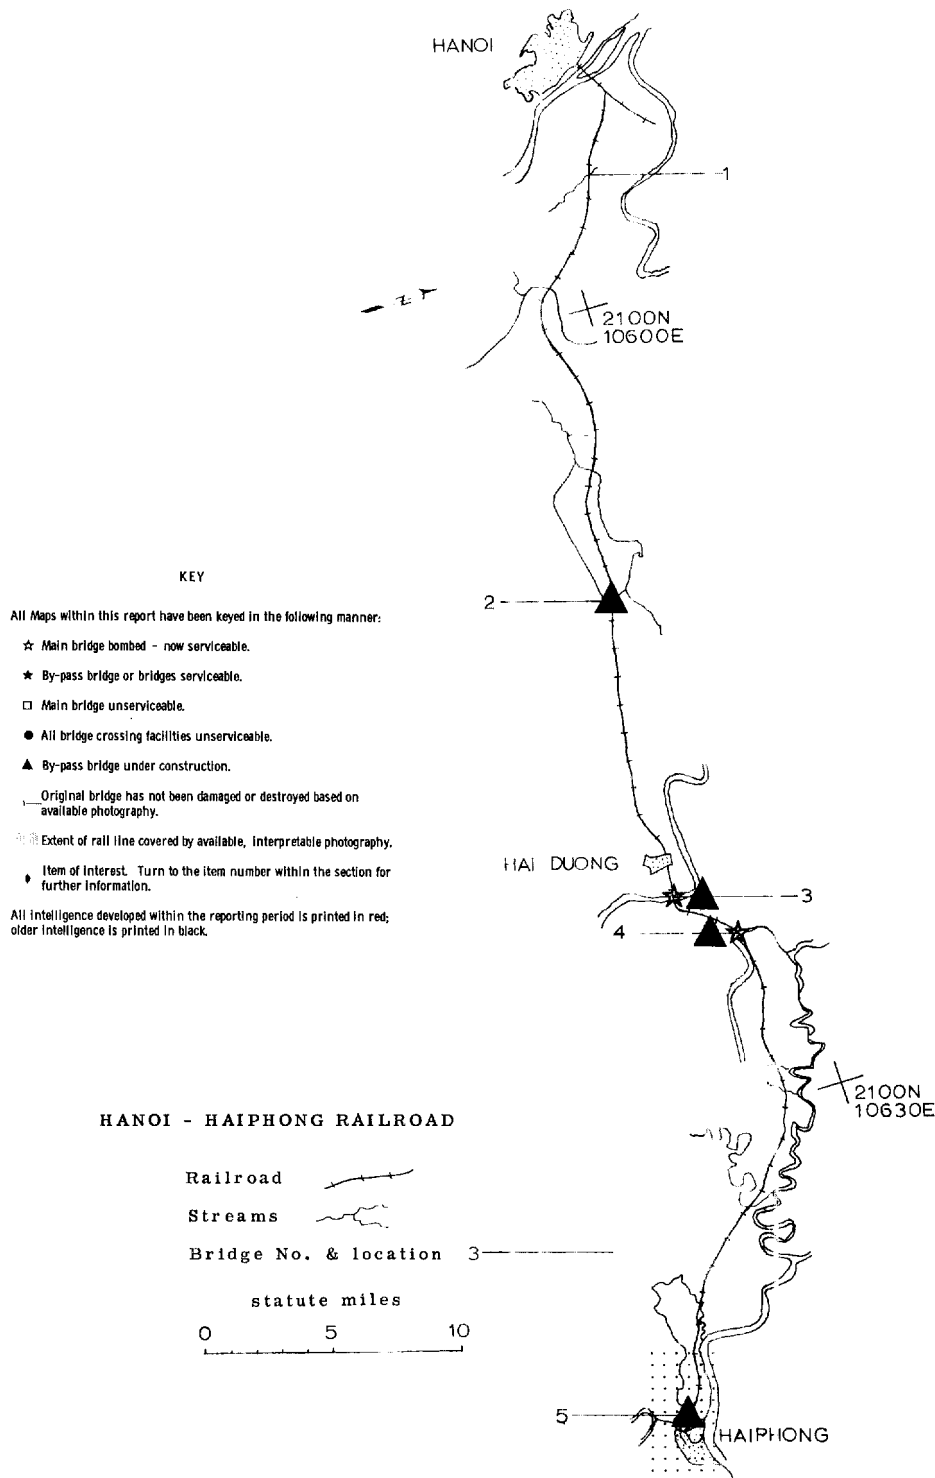 HANOI
1
Z
2100N
10600E
2
KEY
All Maps within this report have been keyed in the following manner:
Main bridge bombed - now serviceable.
By-pass bridge or bridges serviceable.
Main bridge unserviceable.
All bridge crossing facilities unserviceable.
By-pass bridge under construction.
Original bridge has not been damaged or destroyed based on
available photography.
Extent of rail line covered by available, interpretable photography.
Item of interest. Turn to the item number within the section for
further information.
All intelligence developed within the reporting period is printed in red;
older intelligence is printed in black.
HAI DUONG
3
4
2100N
10630E
HANOI - HAIPHONG RAILROAD
Railroad
Streams
Bridge No. & location 3
statute miles
0 5 10
5
HAIPHONG